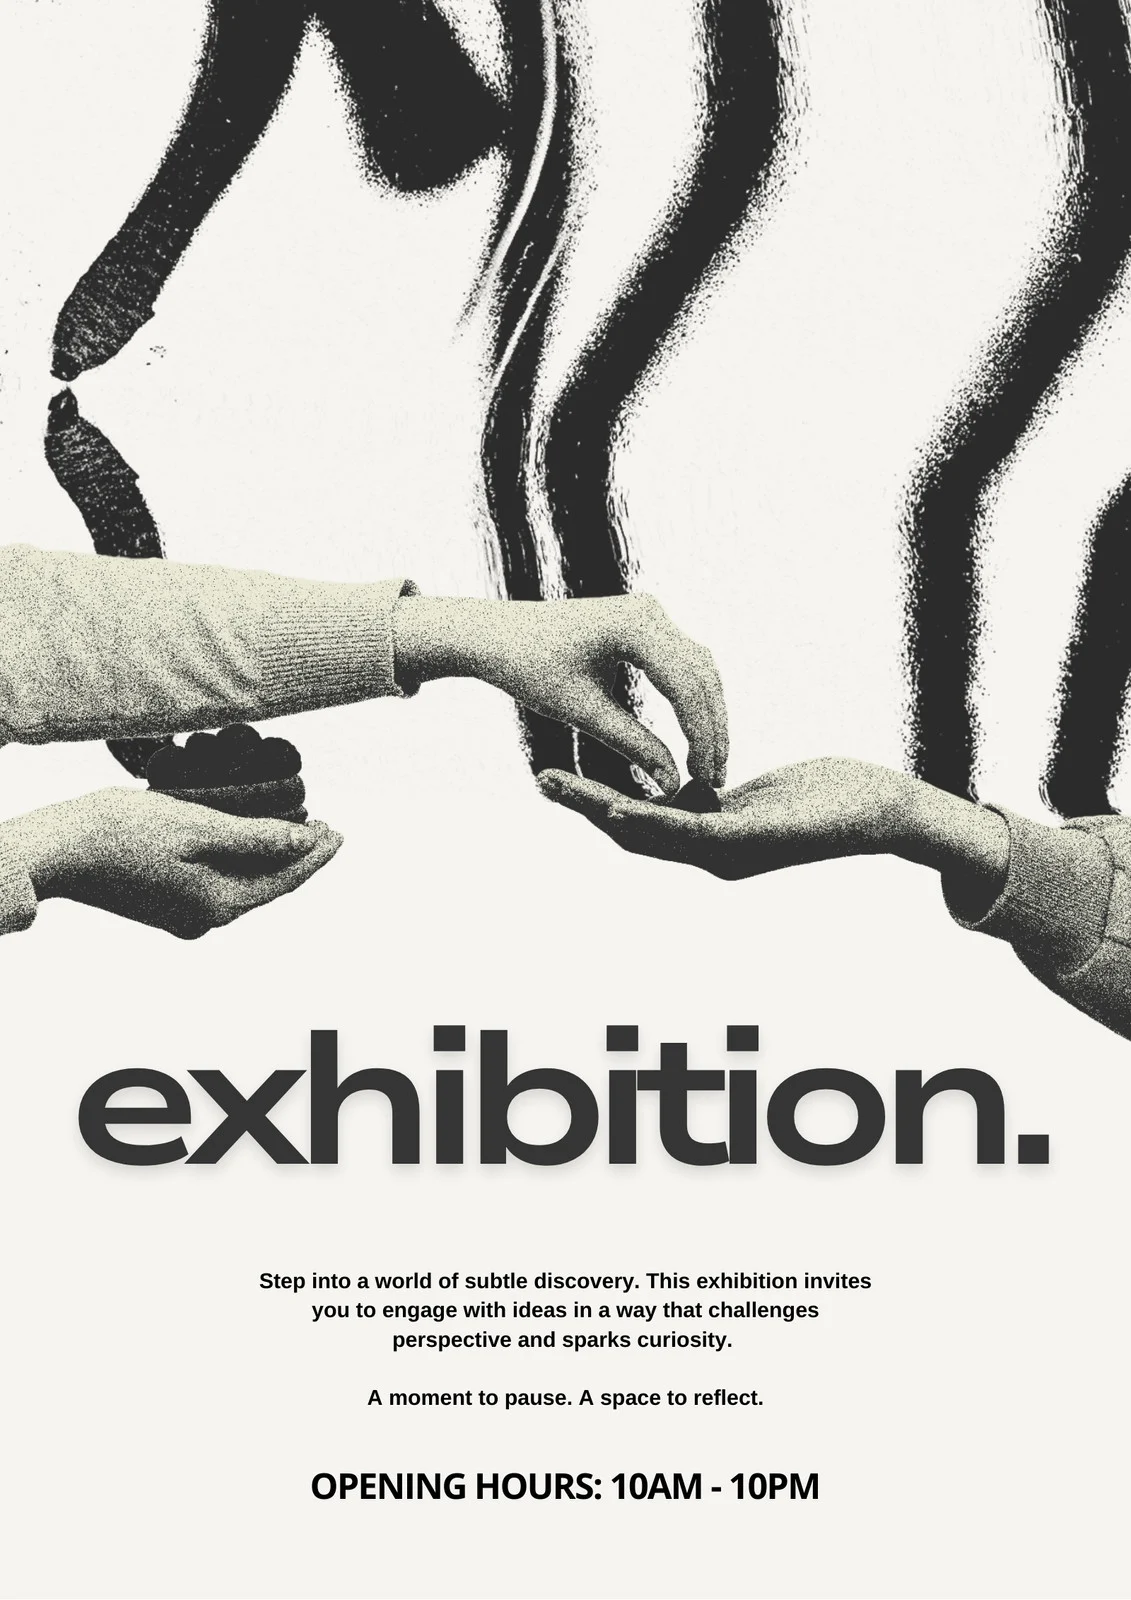 exhibition.
Step into a world of subtle discovery. This exhibition invites
you to engage with ideas in a way that challenges
perspective and sparks curiosity.
A moment to pause. A space to reflect.
OPENING HOURS: 10AM - 10PM